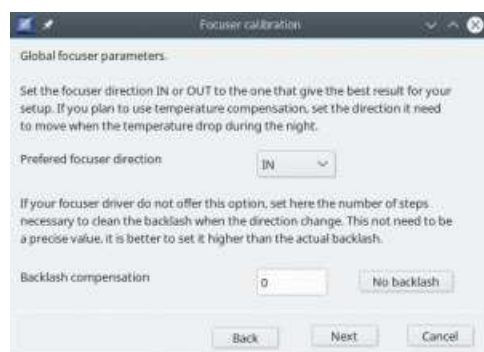 Focuser calibration
Global focuser parameters.
Set the focuser direction IN or OUT to the one that give the best result for your
setup. If you plan to use temperature compensation, set the direction it need
to move when the temperature drop during the night.
Prefered focuser direction
IN
If your focuser driver do not offer this option, set here the number of steps
necessary to clean the backlash when the direction change. This not need to be
a precise value, it is better to set it higher than the actual backlash.
Backlash compensation
0
No backlash
Back
Next
Cancel